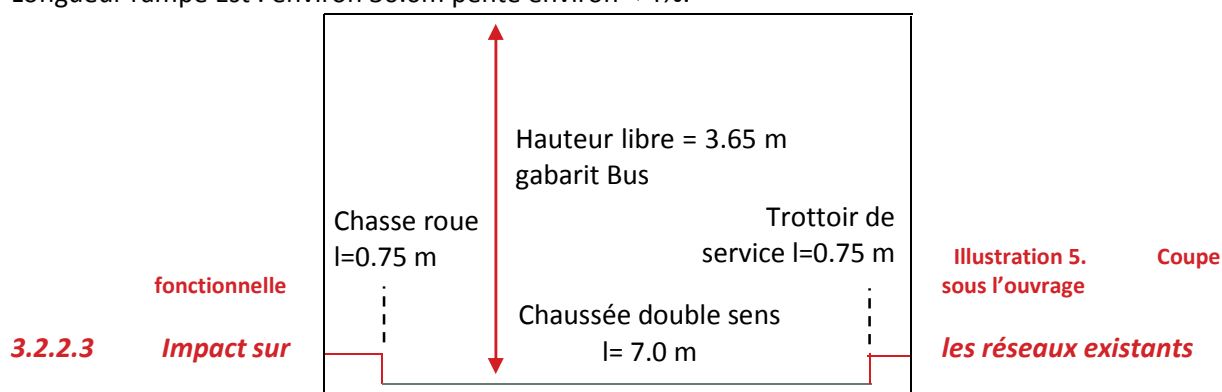 Hauteur libre = 3.65 m
gabarit Bus
Chasse roue
l=0.75 m
Trottoir de
service l=0.75 m
Chaussée double sens
l= 7.0 m
Illustration 5. Coupe
fonctionnelle sous l’ouvrage
3.2.2.3 Impact sur les réseaux existants